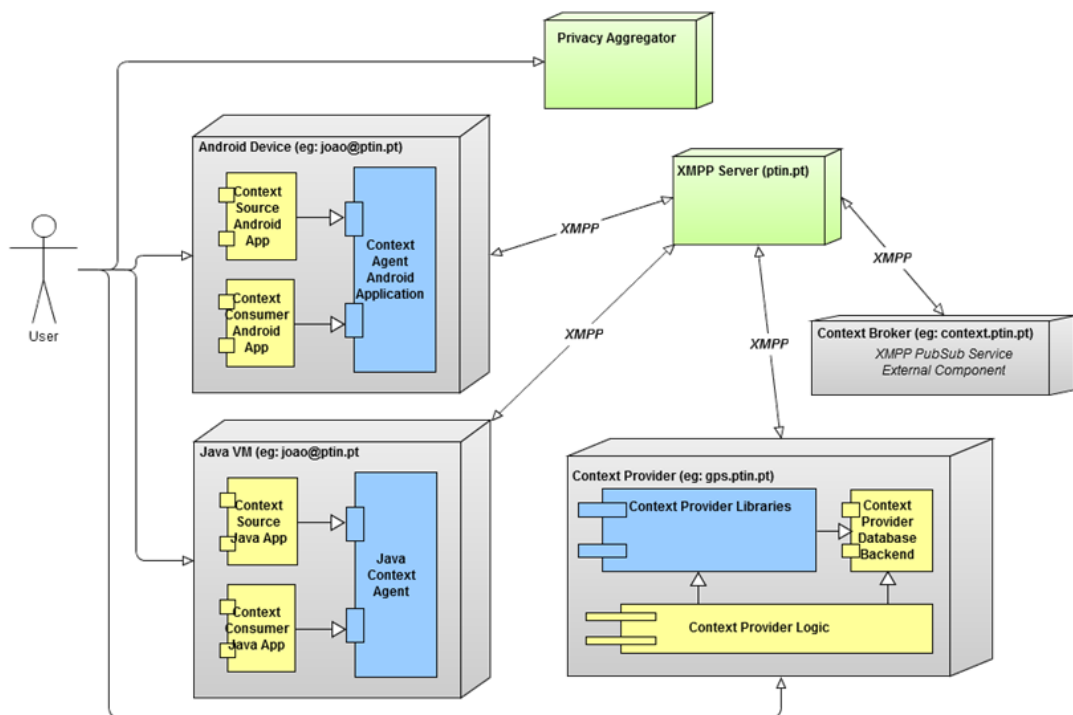 Privacy Aggregator
Android Device (eg: joao@ptin.pt)
Context
Source
Android
App
Context
Agent
Android
Application
Context
Consumer
Android
App
User
XMPP Server (ptin.pt)
XMPP
XMPP
XMPP
XMPP
Context Broker (eg: context.ptin.pt)
XMPP PubSub Service
External Component
Java VM (eg: joao@ptin.pt
Context
Source
Java App
Java
Context
Agent
Context
Consumer
Java App
Context Provider (eg: gps.ptin.pt)
Context Provider Libraries
Context
Provider
Database
Backend
Context Provider Logic